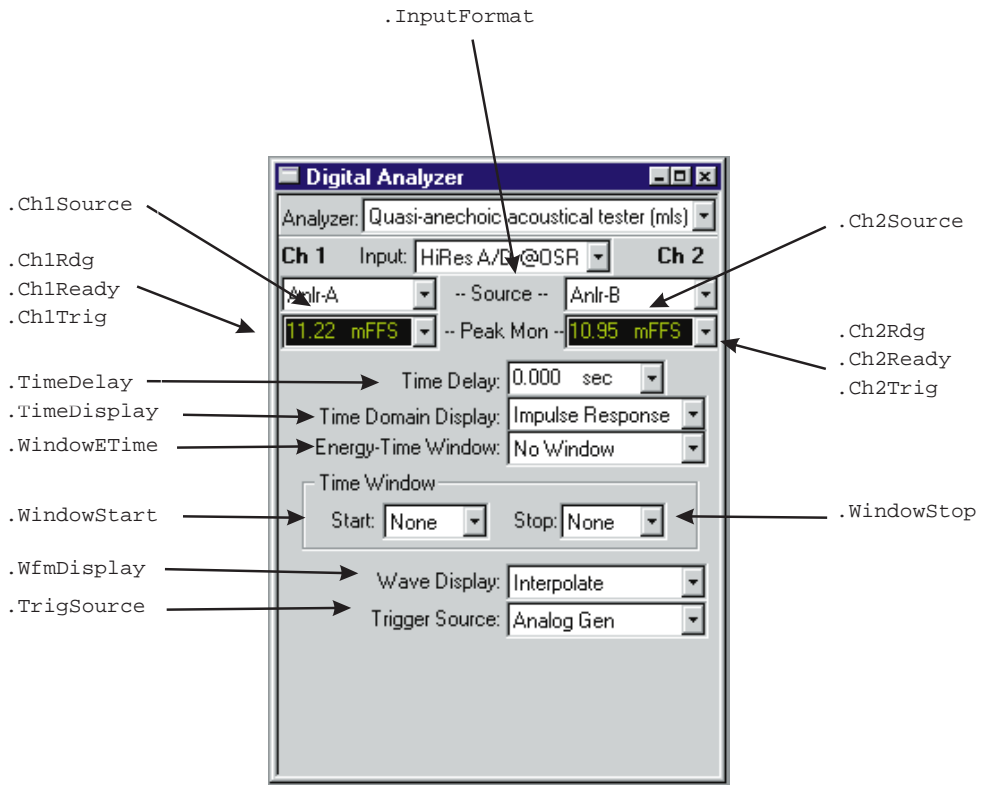 .InputFormat
Digital Analyzer
.Ch1Source
Analyzer: Quasi-anechoic acoustical tester (mls)
.Ch2Source
Ch 1 Input: HiRes A/D @OSR Ch 2
.Ch1Rdg
.Ch1Ready
.Ch1Trig
Anlr-A -- Source -- Anlr-B
11.22 mFFS -- Peak Mon -- 10.95 mFFS
.Ch2Rdg
.Ch2Ready
.Ch2Trig
.TimeDelay
Time Delay: 0.000 sec
.TimeDisplay
Time Domain Display: Impulse Response
.WindowETime
Energy-Time Window: No Window
Time Window
.WindowStart
Start: None Stop: None
.WindowStop
.WfmDisplay
Wave Display: Interpolate
.TrigSource
Trigger Source: Analog Gen